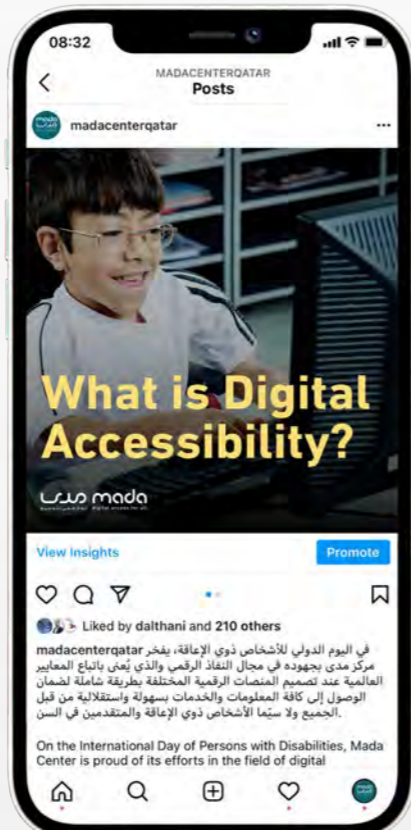 08:32
MADACENTERQATAR
Posts
madacenterqatar
What is Digital
Accessibility?
مدى mada
View Insights
Promote
Liked by dalthani and 210 others
madacenterqatar في اليوم الدولي للأشخاص ذوي الإعاقة، يفخر
مركز مدى بجهوده في مجال النفاذ الرقمي والذي يُعنى باتباع المعايير
العالمية عند تصميم المنصات الرقمية المختلفة بطريقة شاملة لضمان
الوصول إلى كافة المعلومات والخدمات بسهولة واستقلالية من قبل
الجميع ولا سيّما الأشخاص ذوي الإعاقة والمتقدمين في السن.
On the International Day of Persons with Disabilities, Mada
Center is proud of its efforts in the field of digital